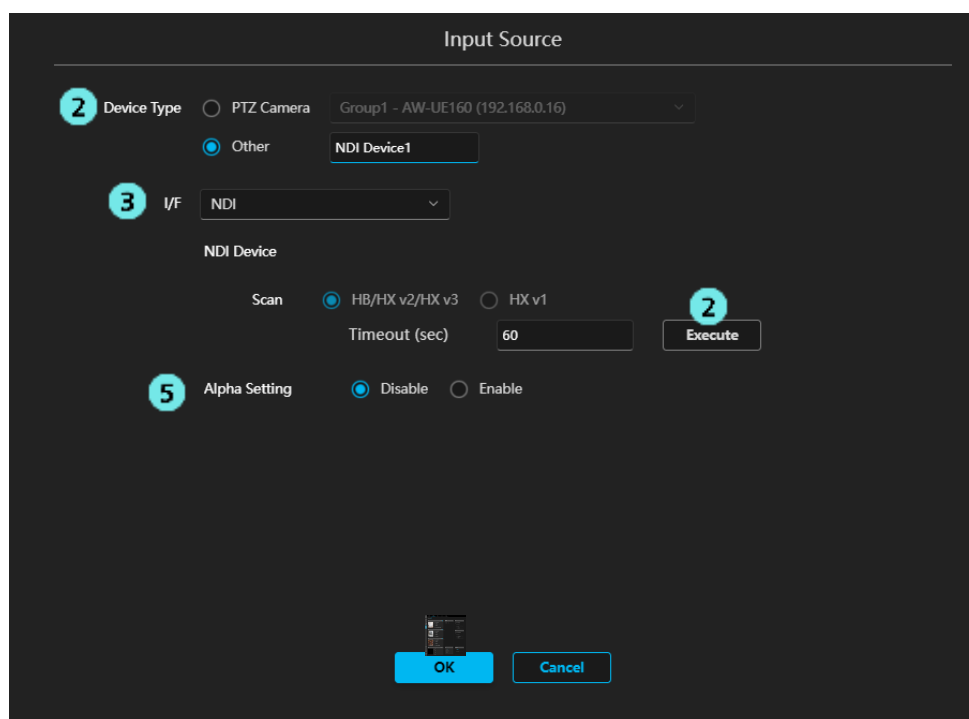 Input Source
2 Device Type PTZ Camera Group1 - AW-UE160 (192.168.0.16)
Other NDI Device1
3 I/F NDI
NDI Device
Scan HB/HX v2/HX v3 HX v1
2
Timeout (sec) 60 Execute
5 Alpha Setting Disable Enable
OK Cancel